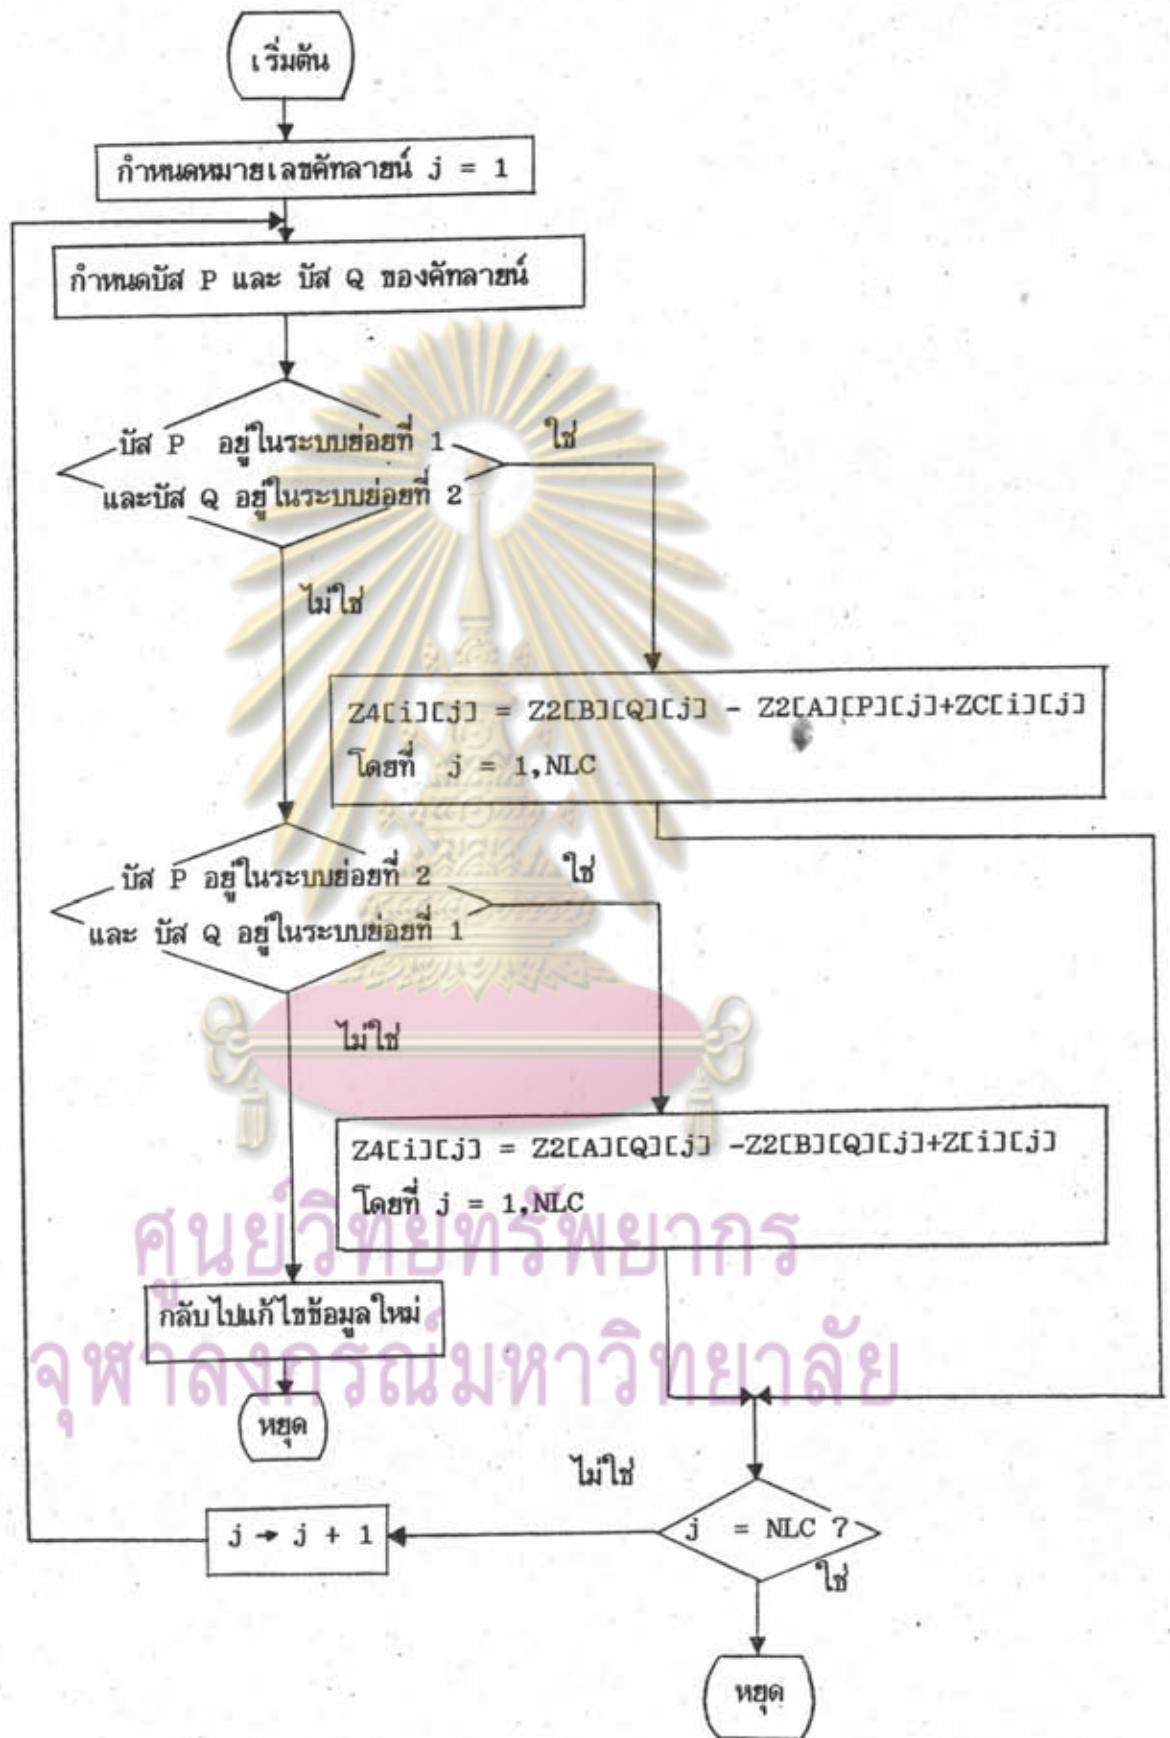 เริ่มต้น
กำหนดหมายเลขคัทลายน์ j = 1
กำหนดบัส P และ บัส Q ของคัทลายน์
บัส P อยู่ในระบบย่อยที่ 1
และบัส Q อยู่ในระบบย่อยที่ 2
ใช่
ไม่ใช่
Z4[i][j] = Z2[B][Q][j] - Z2[A][P][j]+ZC[i][j]
โดยที่ j = 1,NLC
บัส P อยู่ในระบบย่อยที่ 2
และ บัส Q อยู่ในระบบย่อยที่ 1
ใช่
ไม่ใช่
Z4[i][j] = Z2[A][Q][j] -Z2[B][Q][j]+Z[i][j]
โดยที่ j = 1,NLC
ศูนย์วิทยทรัพยากร
กลับไปแก้ไขข้อมูลใหม่
จุฬาลงกรณ์มหาวิทยาลัย
หยุด
ไม่ใช่
j → j + 1
j = NLC ?
ใช่
หยุด